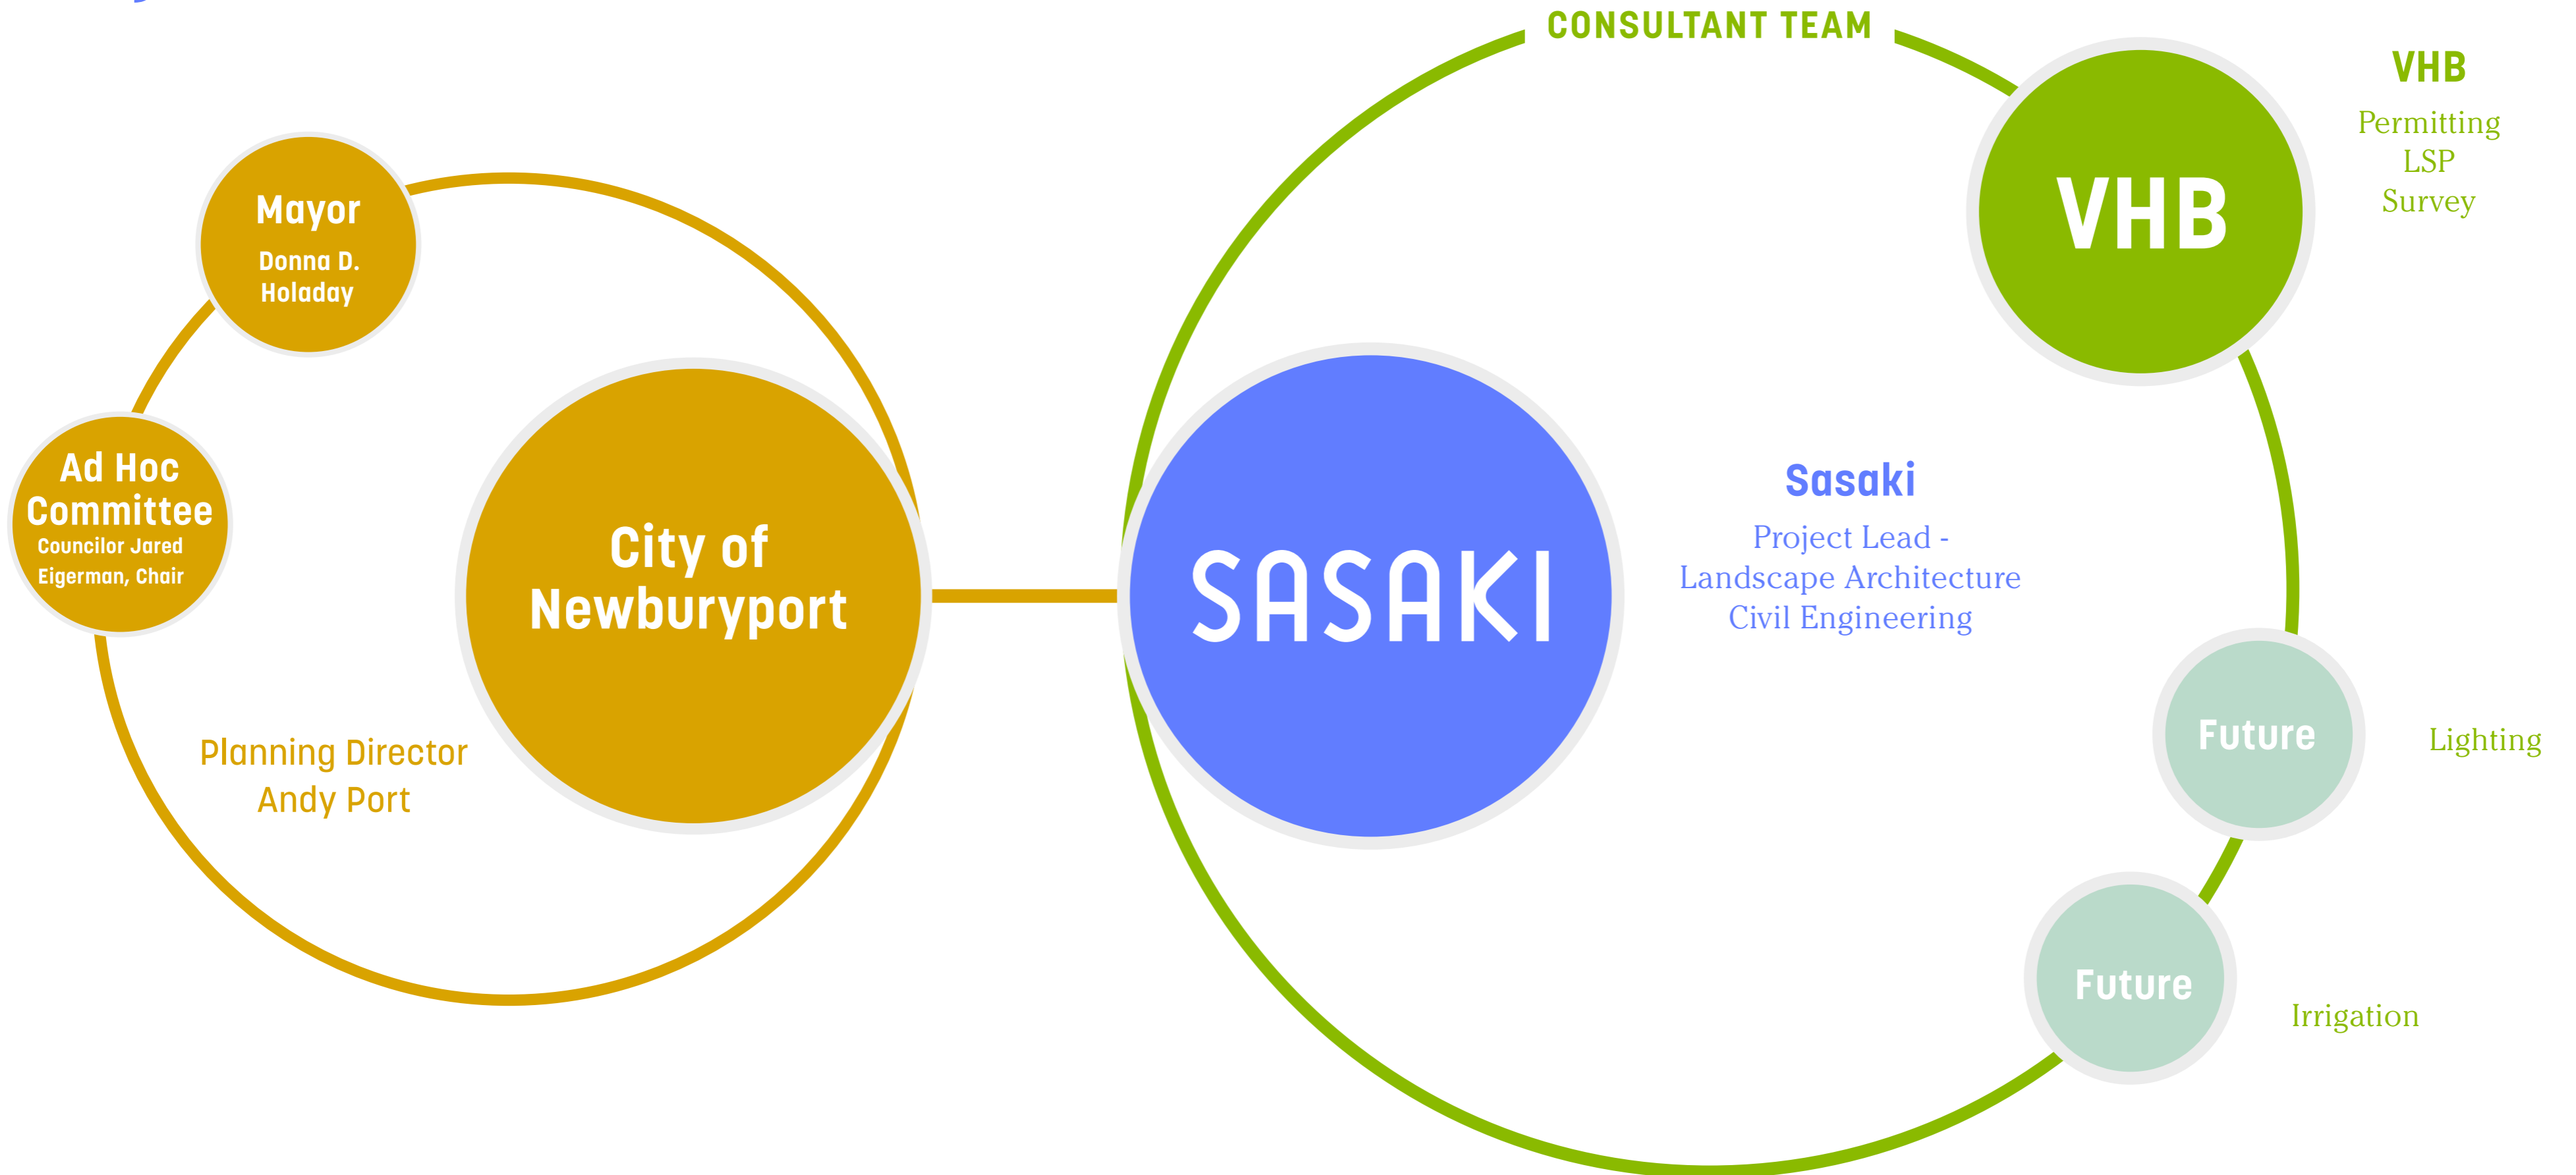 CONSULTANT TEAM
Mayor
Donna D.
Holaday
Ad Hoc
Committee
Councilor Jared
Eigerman, Chair
City of
Newburyport
Planning Director
Andy Port
SASAKI
Sasaki
Project Lead -
Landscape Architecture
Civil Engineering
VHB
VHB
Permitting
LSP
Survey
Future
Lighting
Future
Irrigation